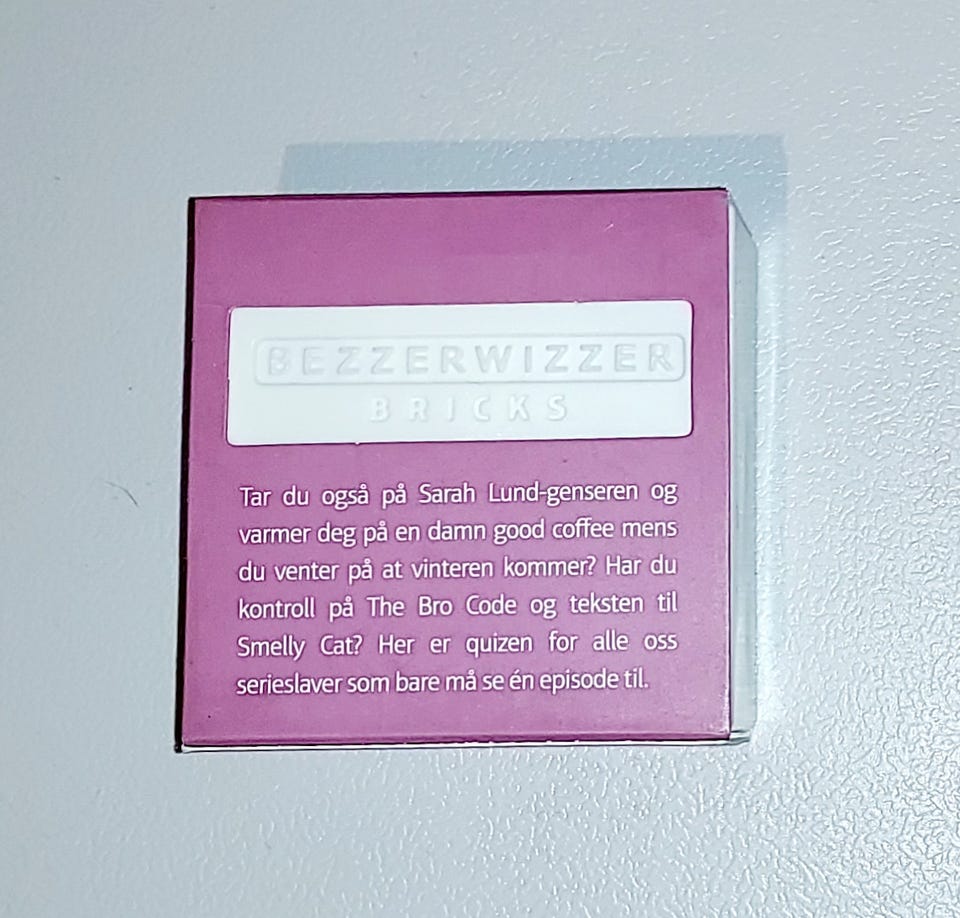 BEZZERWIZZER
BRICKS
Tar du også på Sarah Lund-genseren og
varmer deg på en damn good coffee mens
du venter på at vinteren kommer? Har du
kontroll på The Bro Code og teksten til
Smelly Cat? Her er quizen for alle oss
serieslaver som bare må se én episode til.